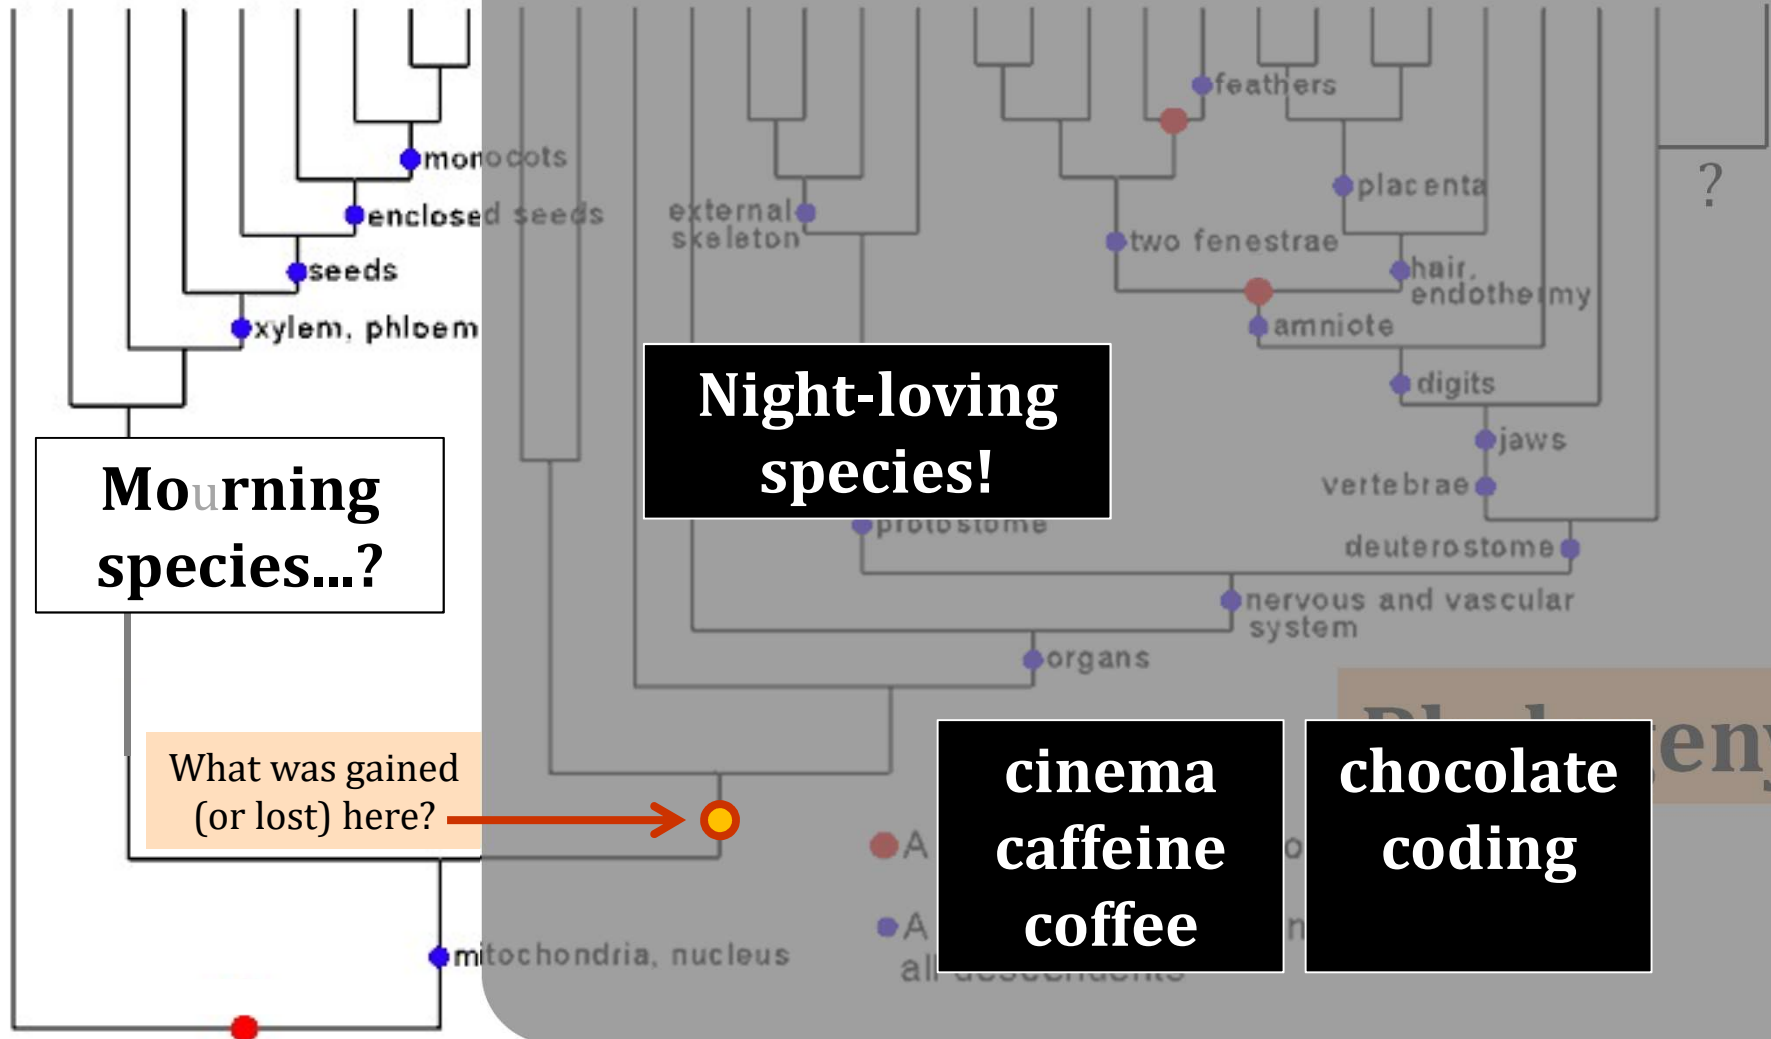 feathers
monocots
placenta
?
enclosed seeds
external
skeleton
two fenestrae
seeds
hair,
endothermy
xylem, phloem
amniote
digits
Night-loving
species!
jaws
Mourning
species...?
vertebrae
protostome
deuterostome
nervous and vascular
system
organs
What was gained
(or lost) here?
cinema
caffeine
coffee
chocolate
coding
A
A
mitochondria, nucleus
all descendents